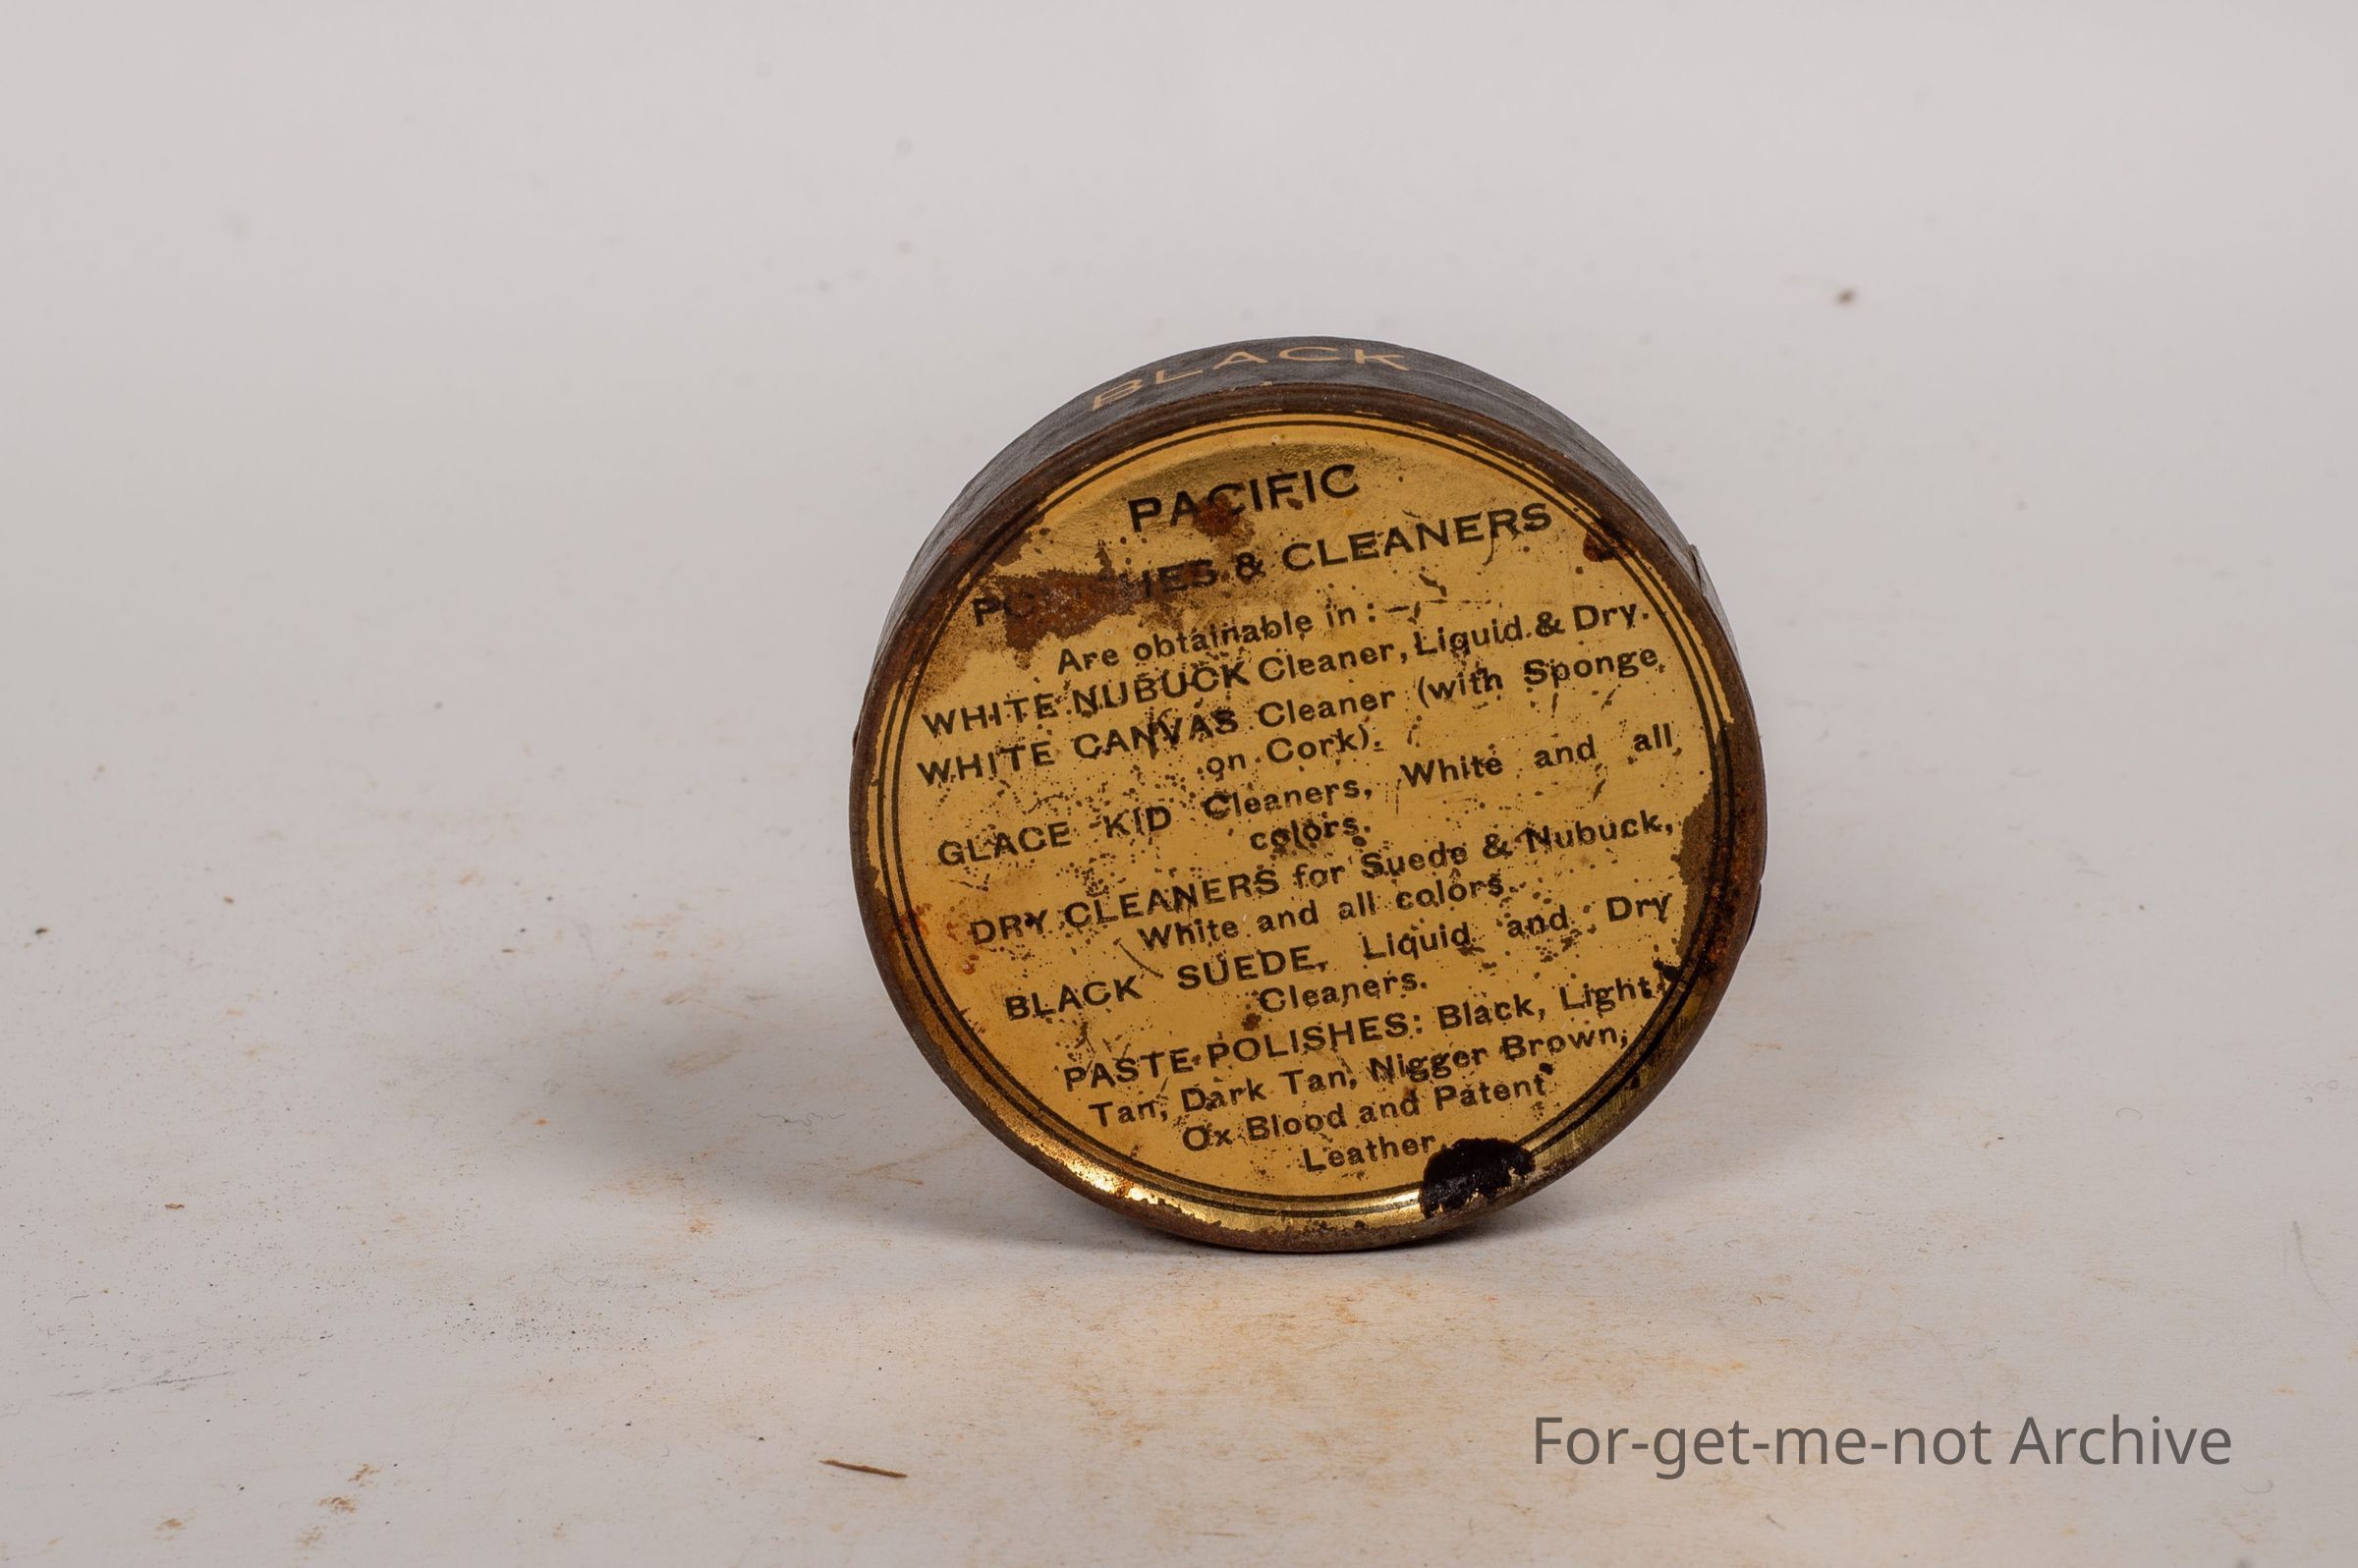 BLACK
PACIFIC
POLISHES & CLEANERS
Are obtainable in :—
WHITE NUBUCK Cleaner, Liquid & Dry.
WHITE CANVAS Cleaner (with Sponge
on Cork).
GLACE KID Cleaners, White and all
colors.
DRY CLEANERS for Suede & Nubuck,
White and all colors.
BLACK SUEDE, Liquid and Dry
Cleaners.
PASTE POLISHES: Black, Light
Tan, Dark Tan, Nigger Brown,
Ox Blood and Patent
Leather.
For-get-me-not Archive